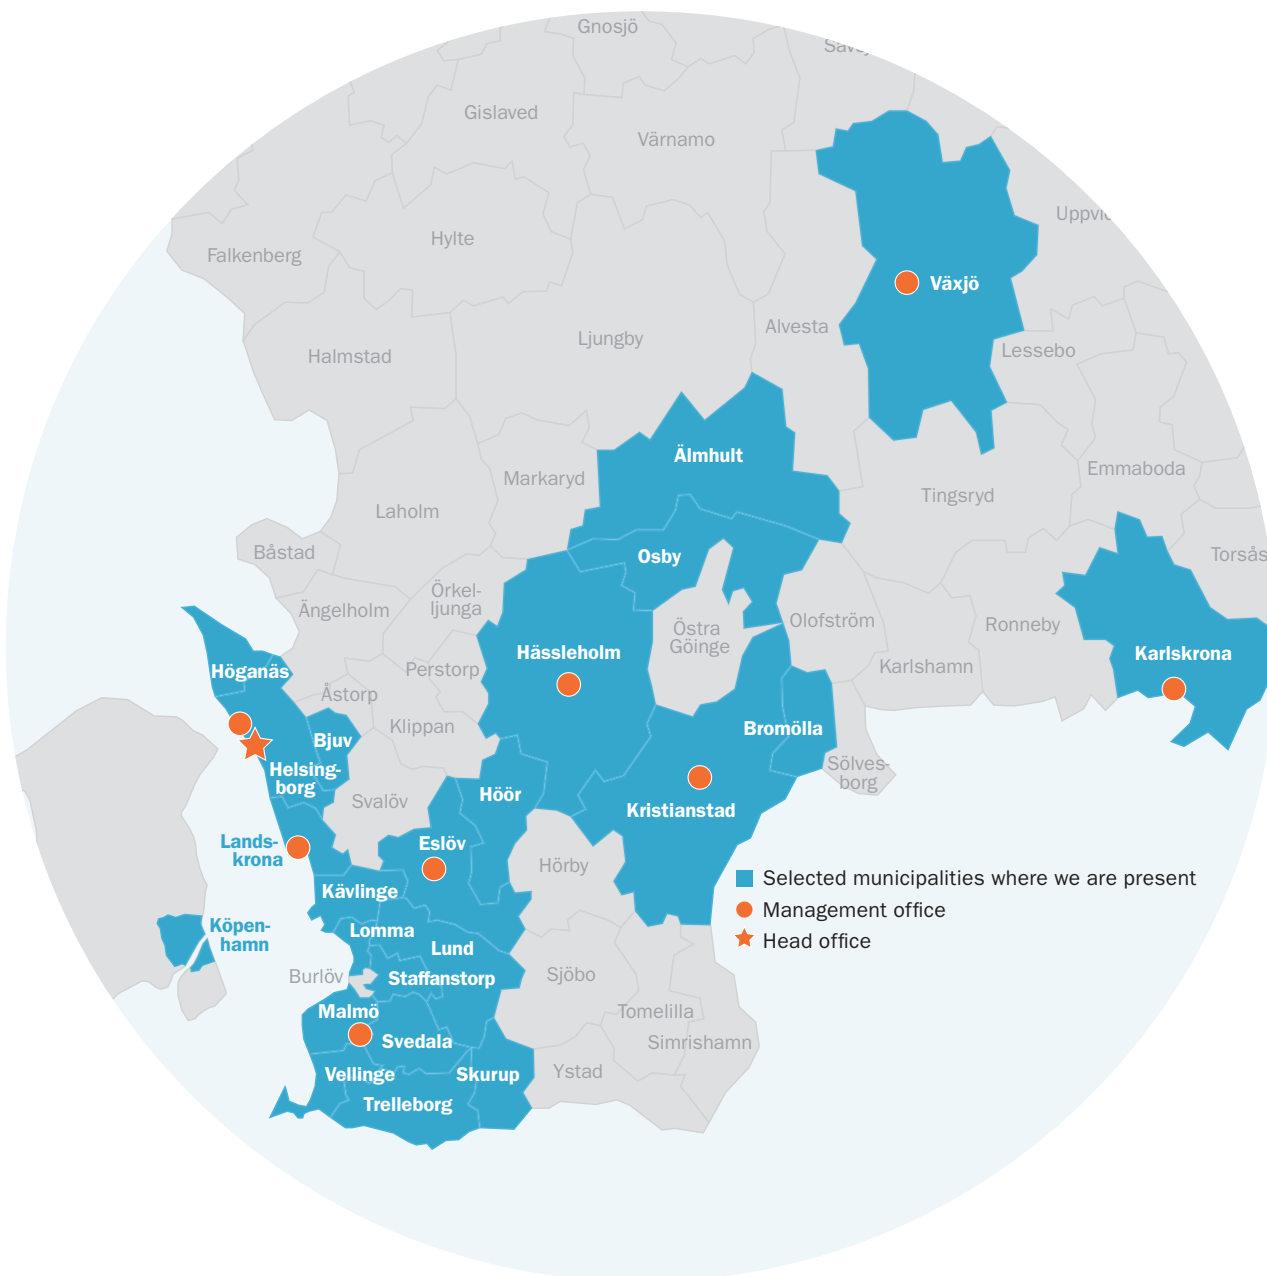 Gnosjö
Gislaved
Värnamo
Uppvid
Hylte
Falkenberg
Växjö
Alvesta
Ljungby
Lessebo
Halmstad
Älmhult
Emmaboda
Markaryd
Tingsryd
Laholm
Båstad
Osby
Torsås
Örkel-
ljunga
Ängelholm
Olofström
Ronneby
Östra
Göinge
Hässleholm
Karlskrona
Karlshamn
Höganäs
Perstorp
Åstorp
Klippan
Bromölla
Bjuv
Sölves-
borg
Helsing-
borg
Höör
Svalöv
Kristianstad
Lands-
krona
Eslöv
Hörby
Selected municipalities where we are present
Kävlinge
Management office
Köpen-
hamn
Lomma
Head office
Lund
Burlöv
Staffanstorp
Sjöbo
Malmö
Tomelilla
Svedala
Simrishamn
Vellinge
Skurup
Ystad
Trelleborg